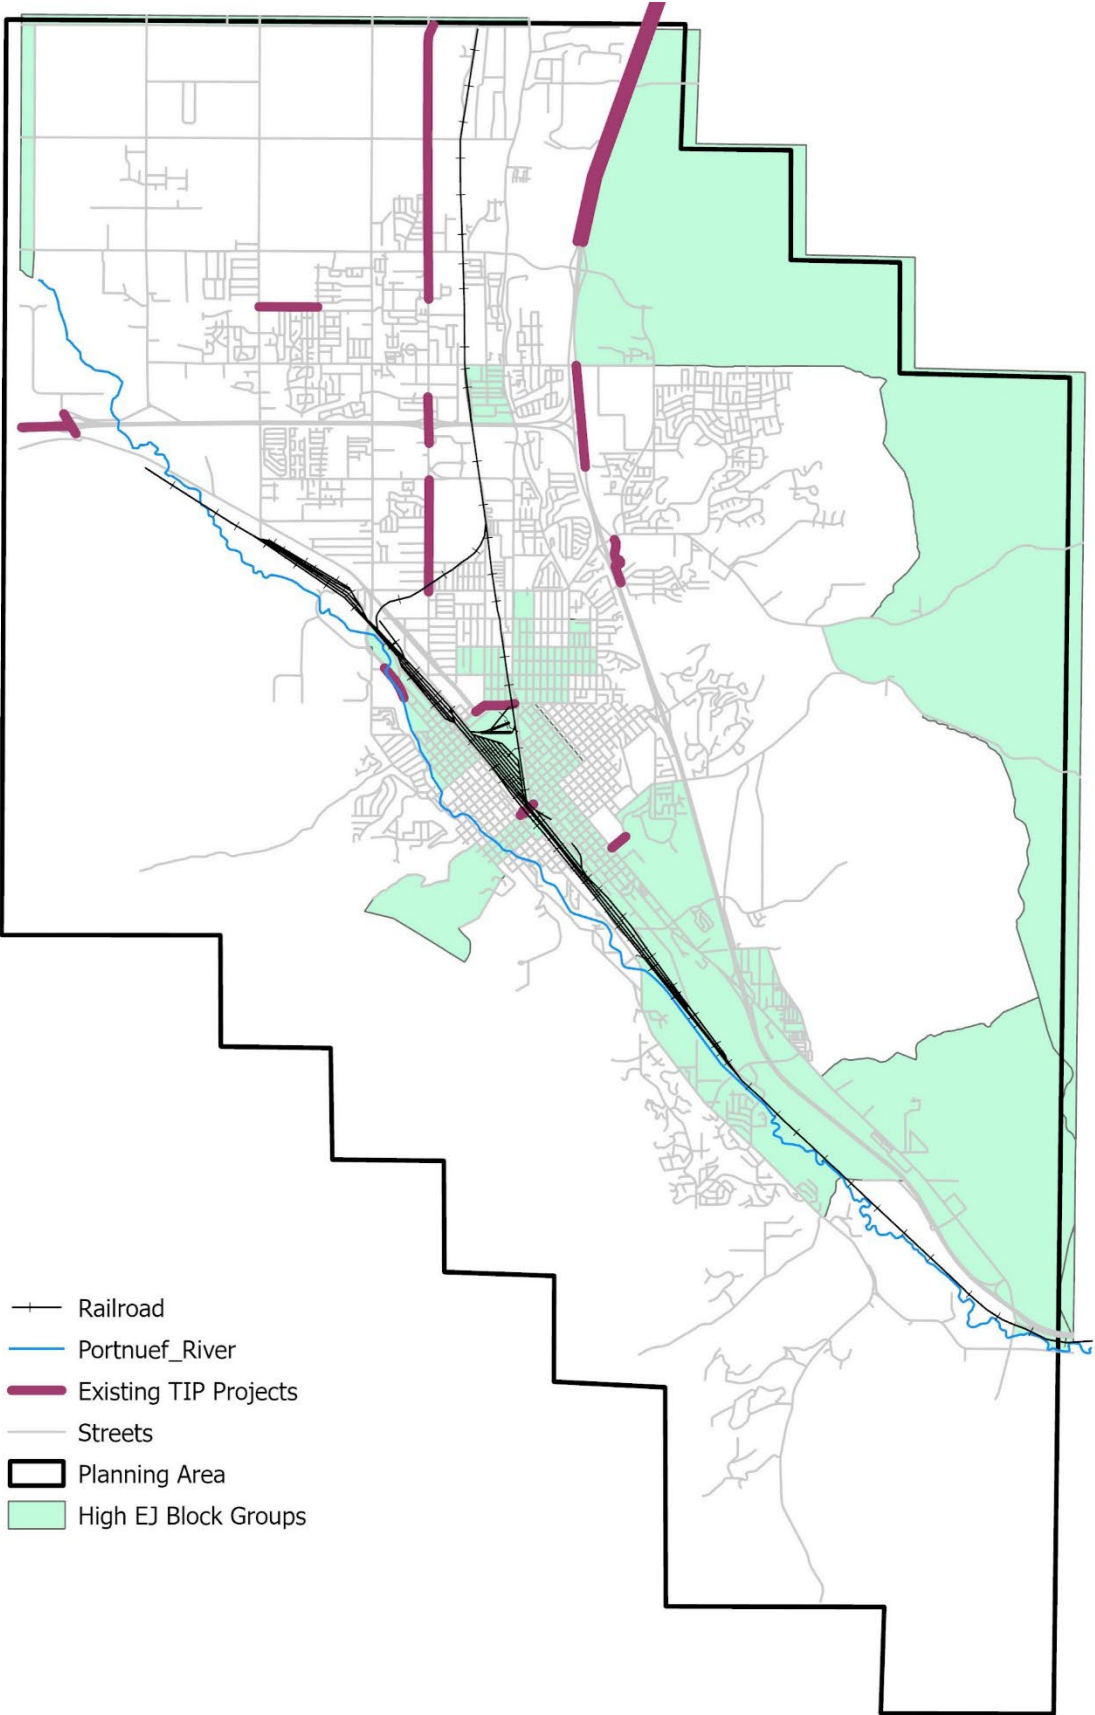 Railroad
Portnuef_River
Existing TIP Projects
Streets
Planning Area
High EJ Block Groups